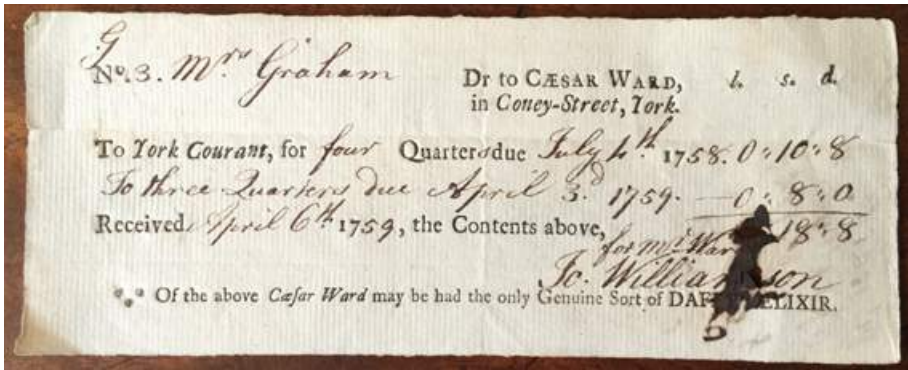 G
No. 3. Mrs Graham Dr to CÆSAR WARD, l. s. d.
in Coney-Street, York.
To York Courant, for four Quarters due July 4th. 1758. 0 : 10 : 8
To three Quarters due April 3d. 1759. — 0 : 8 : 0
Received April 6th. 1759, the Contents above, 18 : 8
for Mr. War
Jo. Williamson
Of the above Cæsar Ward may be had the only Genuine Sort of DAF ELIXIR.